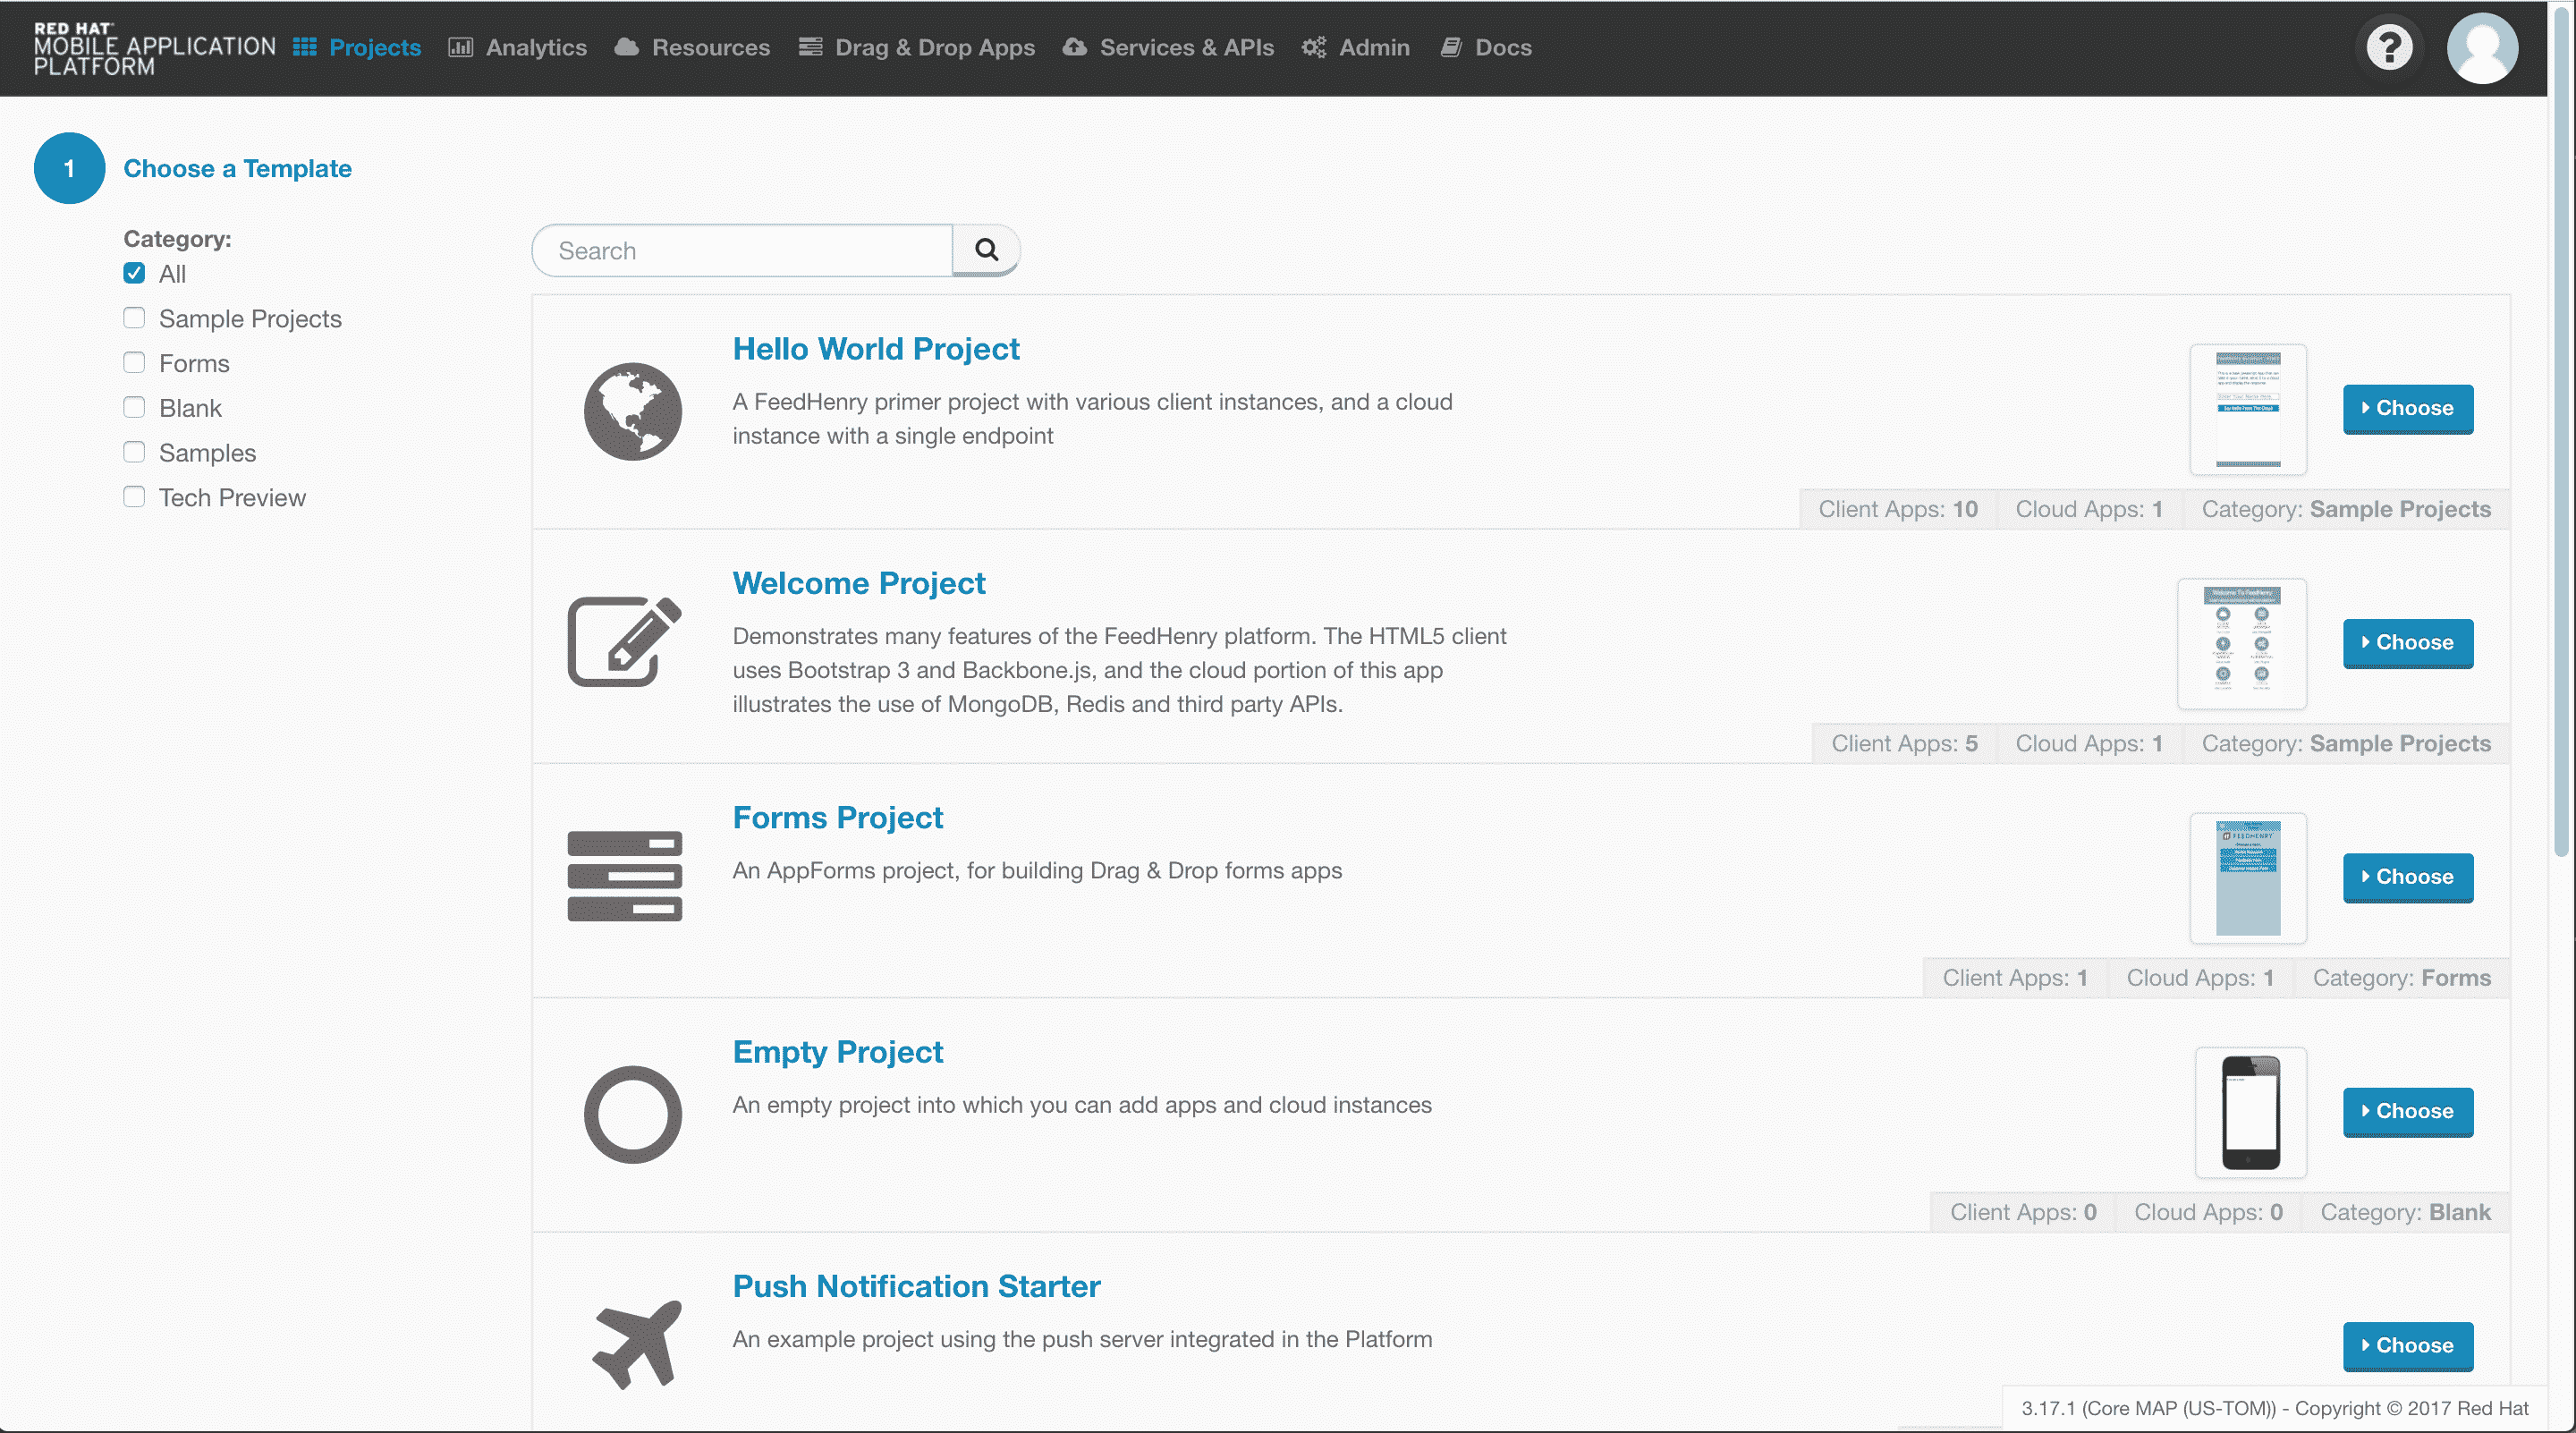 RED HAT
MOBILE APPLICATION
PLATFORM
Projects
Analytics
Resources
Drag & Drop Apps
Services & APIs
Admin
Docs
?
1
Choose a Template
Category:
All
Sample Projects
Forms
Blank
Samples
Tech Preview
Search
Hello World Project
A FeedHenry primer project with various client instances, and a cloud
instance with a single endpoint
Choose
Client Apps: 10
Cloud Apps: 1
Category: Sample Projects
Welcome Project
Demonstrates many features of the FeedHenry platform. The HTML5 client
uses Bootstrap 3 and Backbone.js, and the cloud portion of this app
illustrates the use of MongoDB, Redis and third party APIs.
Welcome To FeedHenry
Choose
Client Apps: 5
Cloud Apps: 1
Category: Sample Projects
Forms Project
An AppForms project, for building Drag & Drop forms apps
FEEDHENRY
Choose
Client Apps: 1
Cloud Apps: 1
Category: Forms
Empty Project
An empty project into which you can add apps and cloud instances
Choose
Client Apps: 0
Cloud Apps: 0
Category: Blank
Push Notification Starter
An example project using the push server integrated in the Platform
Choose
3.17.1 (Core MAP (US-TOM)) - Copyright © 2017 Red Hat